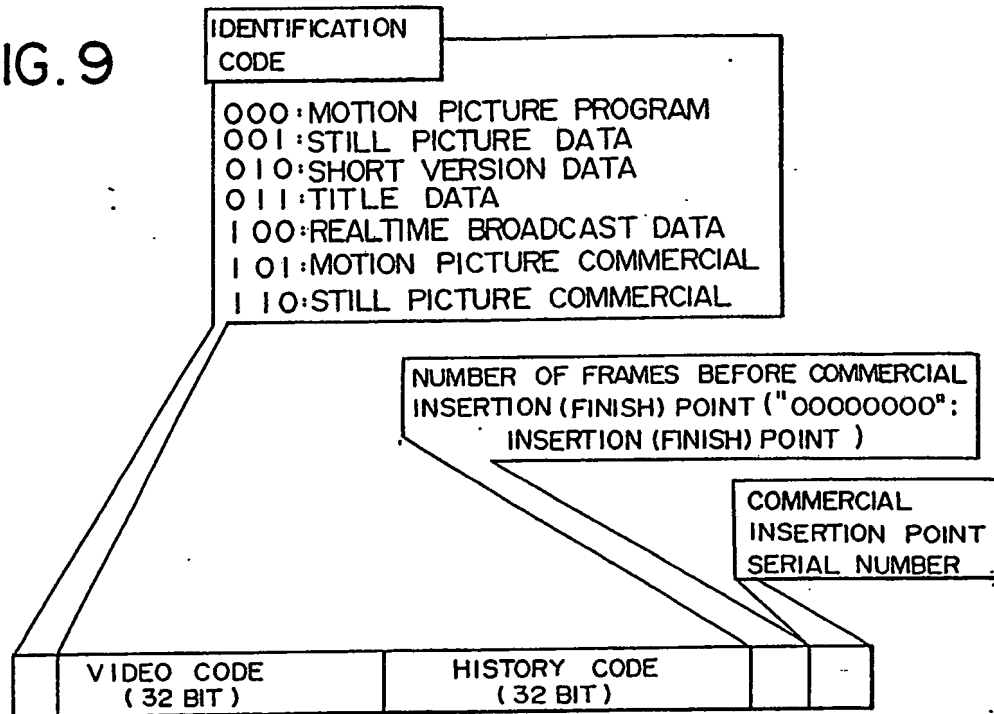 IG. 9
IDENTIFICATION
CODE
000:MOTION PICTURE PROGRAM
001:STILL PICTURE DATA
010:SHORT VERSION DATA
011:TITLE DATA
100:REALTIME BROADCAST DATA
101:MOTION PICTURE COMMERCIAL
110:STILL PICTURE COMMERCIAL
NUMBER OF FRAMES BEFORE COMMERCIAL
INSERTION (FINISH) POINT ("00000000":
INSERTION (FINISH) POINT )
COMMERCIAL
INSERTION POINT
SERIAL NUMBER
VIDEO CODE
(32 BIT)
HISTORY CODE
(32 BIT)